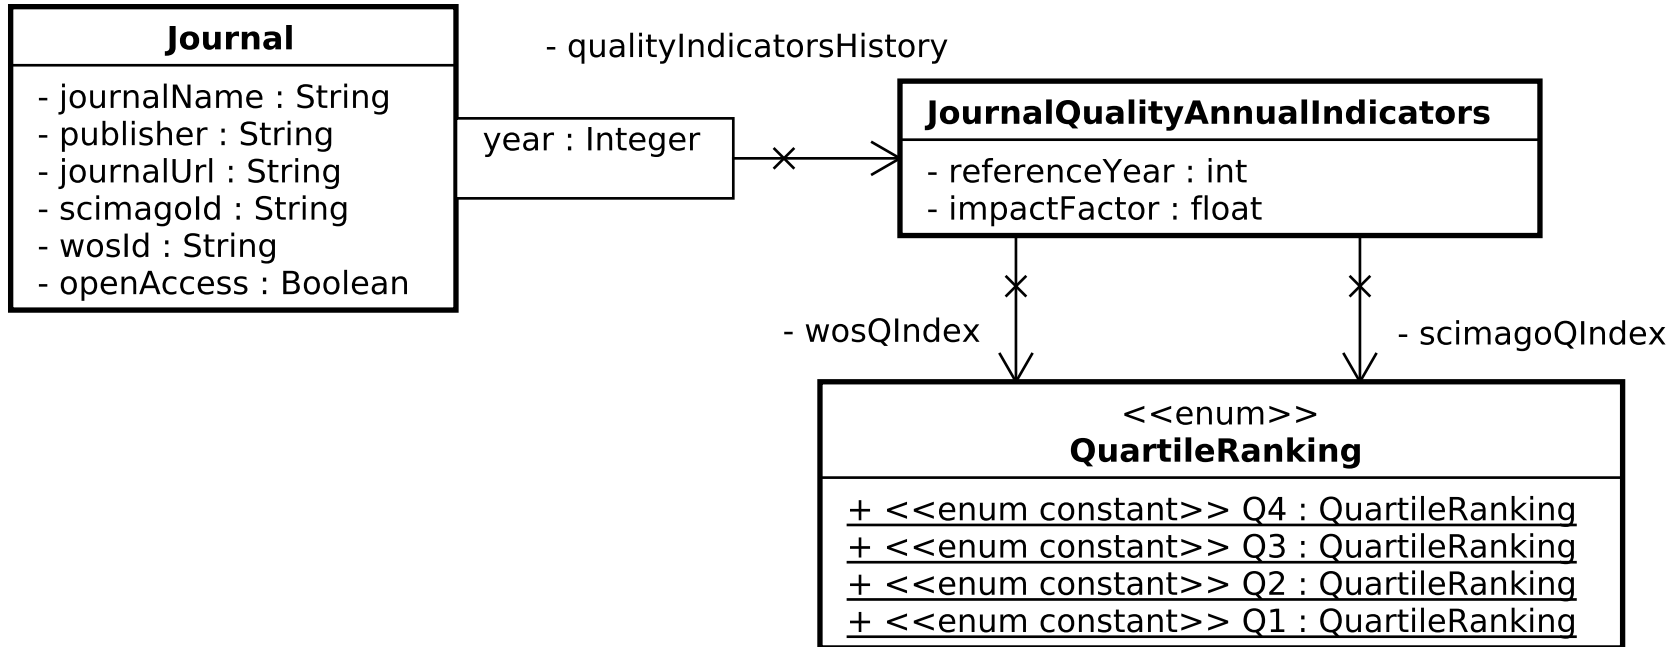 Journal
- journalName : String
- publisher : String
- journalUrl : String
- scimagoId : String
- wosId : String
- openAccess : Boolean
- qualityIndicatorsHistory
year : Integer
JournalQualityAnnualIndicators
- referenceYear : int
- impactFactor : float
- wosQIndex
- scimagoQIndex
<<enum>>
QuartileRanking
+ <<enum constant>> Q4 : QuartileRanking
+ <<enum constant>> Q3 : QuartileRanking
+ <<enum constant>> Q2 : QuartileRanking
+ <<enum constant>> Q1 : QuartileRanking